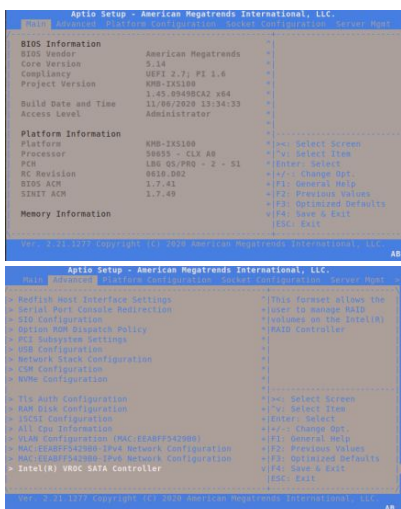 Aptio Setup - American Megatrends International, LLC.
Main Advanced Platform Configuration Socket Configuration Server Mgmt >
BIOS Information
BIOS Vendor American Megatrends
Core Version 5.14
Compliancy UEFI 2.7; PI 1.6
Project Version KMB-IXS100
1.45.0949BCA2 x64
Build Date and Time 11/06/2020 13:34:33
Access Level Administrator
Platform Information
Platform KMB-IXS100
><: Select Screen
Processor 50655 - CLX A0
^v: Select Item
PCH LBG QS/PRQ - 2 - S1
Enter: Select
RC Revision 0610.D02
+/-: Change Opt.
BIOS ACM 1.7.41
F1: General Help
SINIT ACM 1.7.49
F2: Previous Values
F3: Optimized Defaults
Memory Information
F4: Save & Exit
ESC: Exit
Ver. 2.21.1277 Copyright (C) 2020 American Megatrends International, LLC.
AB
Aptio Setup - American Megatrends International, LLC.
Main Advanced Platform Configuration Socket Configuration Server Mgmt >
> Redfish Host Interface Settings
This formset allows the
> Serial Port Console Redirection
user to manage RAID
> SIO Configuration
volumes on the Intel(R)
> Option ROM Dispatch Policy
RAID Controller
> PCI Subsystem Settings
> USB Configuration
> Network Stack Configuration
> CSM Configuration
> NVMe Configuration
> Tls Auth Configuration
><: Select Screen
> RAM Disk Configuration
^v: Select Item
> iSCSI Configuration
Enter: Select
> All Cpu Information
+/-: Change Opt.
> VLAN Configuration (MAC:EEABFF542980)
F1: General Help
> MAC:EEABFF542980-IPv4 Network Configuration
F2: Previous Values
> MAC:EEABFF542980-IPv6 Network Configuration
F3: Optimized Defaults
> Intel(R) VROC SATA Controller
F4: Save & Exit
ESC: Exit
Ver. 2.21.1277 Copyright (C) 2020 American Megatrends International, LLC.
AB